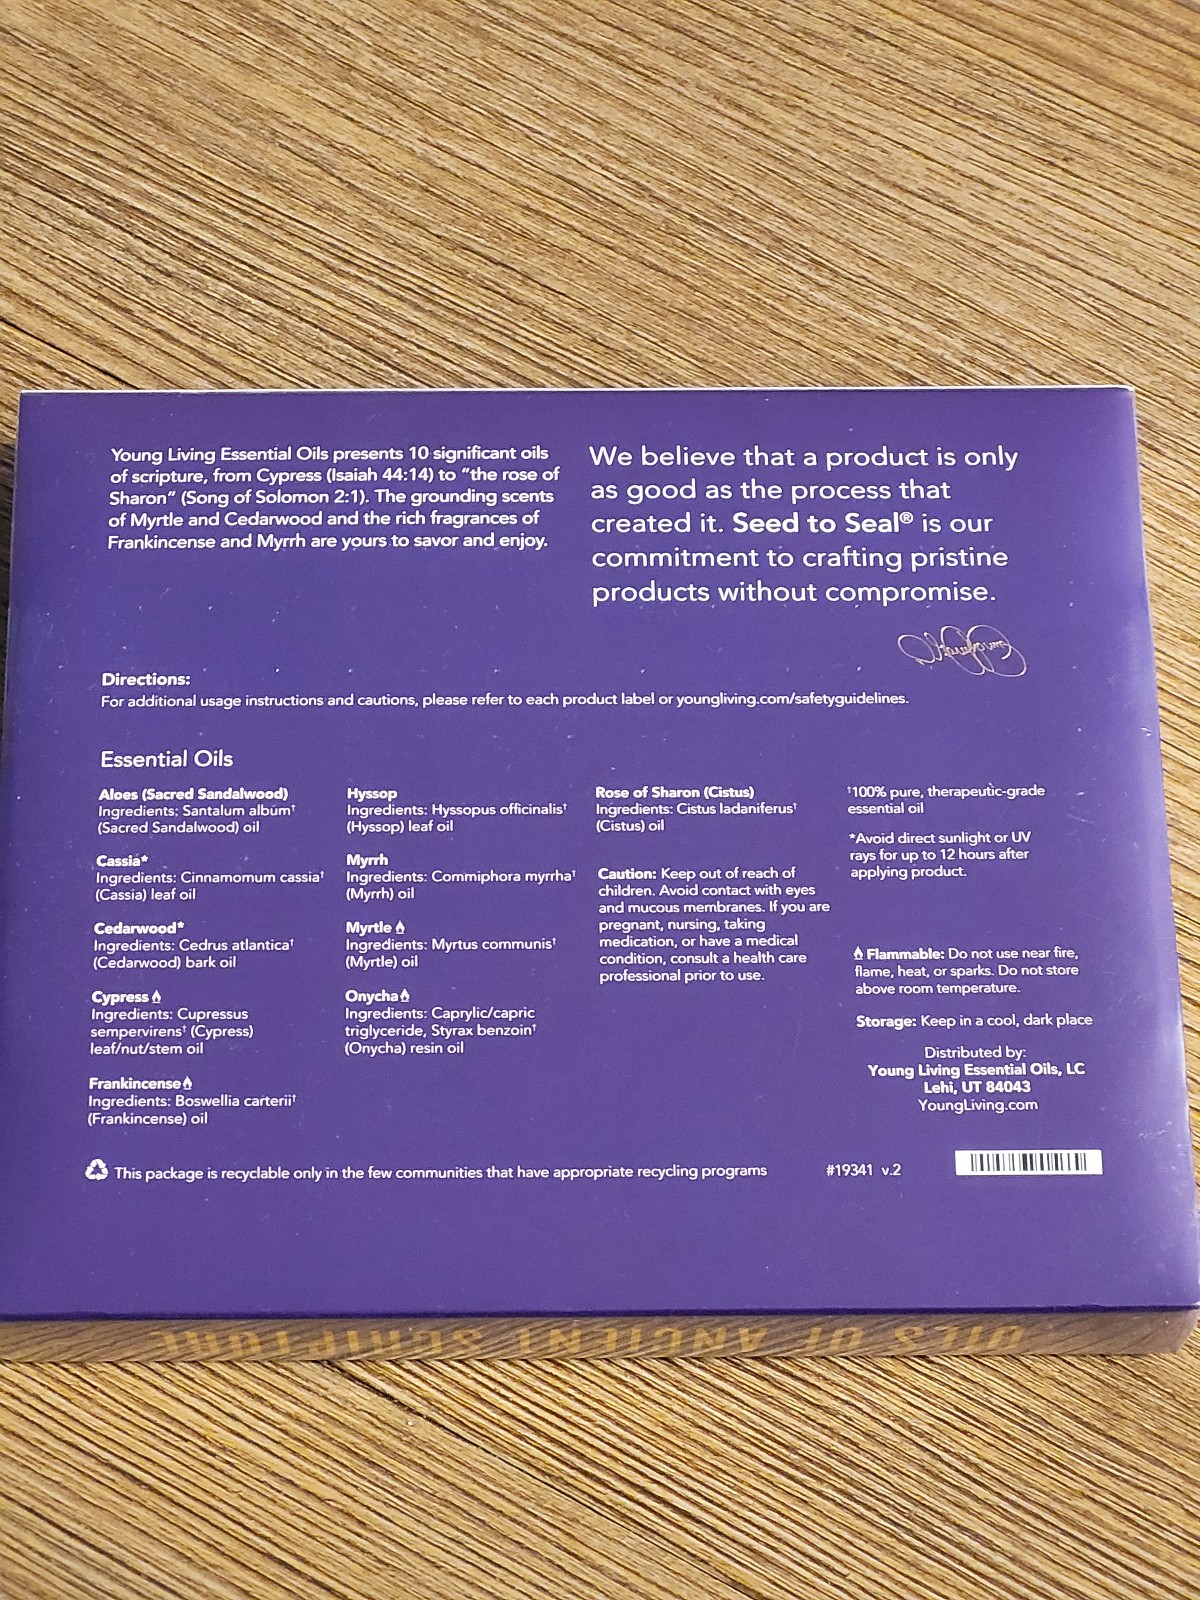 Young Living Essential Oils presents 10 significant oils
of scripture, from Cypress (Isaiah 44:14) to "the rose of
Sharon" (Song of Solomon 2:1). The grounding scents
of Myrtle and Cedarwood and the rich fragrances of
Frankincense and Myrrh are yours to savor and enjoy.
We believe that a product is only
as good as the process that
created it. Seed to Seal® is our
commitment to crafting pristine
products without compromise.
Directions:
For additional usage instructions and cautions, please refer to each product label or youngliving.com/safetyguidelines.
Essential Oils
Aloes (Sacred Sandalwood)
Ingredients: Santalum album†
(Sacred Sandalwood) oil
Cassia*
Ingredients: Cinnamomum cassia†
(Cassia) leaf oil
Cedarwood*
Ingredients: Cedrus atlantica†
(Cedarwood) bark oil
Cypress
Ingredients: Cupressus
sempervirens† (Cypress)
leaf/nut/stem oil
Frankincense
Ingredients: Boswellia carterii†
(Frankincense) oil
Hyssop
Ingredients: Hyssopus officinalis†
(Hyssop) leaf oil
Myrrh
Ingredients: Commiphora myrrha†
(Myrrh) oil
Myrtle
Ingredients: Myrtus communis†
(Myrtle) oil
Onycha
Ingredients: Caprylic/capric
triglyceride, Styrax benzoin†
(Onycha) resin oil
Rose of Sharon (Cistus)
Ingredients: Cistus ladaniferus†
(Cistus) oil
Caution: Keep out of reach of
children. Avoid contact with eyes
and mucous membranes. If you are
pregnant, nursing, taking
medication, or have a medical
condition, consult a health care
professional prior to use.
†100% pure, therapeutic-grade
essential oil
*Avoid direct sunlight or UV
rays for up to 12 hours after
applying product.
Flammable: Do not use near fire,
flame, heat, or sparks. Do not store
above room temperature.
Storage: Keep in a cool, dark place
Distributed by:
Young Living Essential Oils, LC
Lehi, UT 84043
YoungLiving.com
This package is recyclable only in the few communities that have appropriate recycling programs
#19341 v.2
OILS OF ANCIENT SCRIPTURE